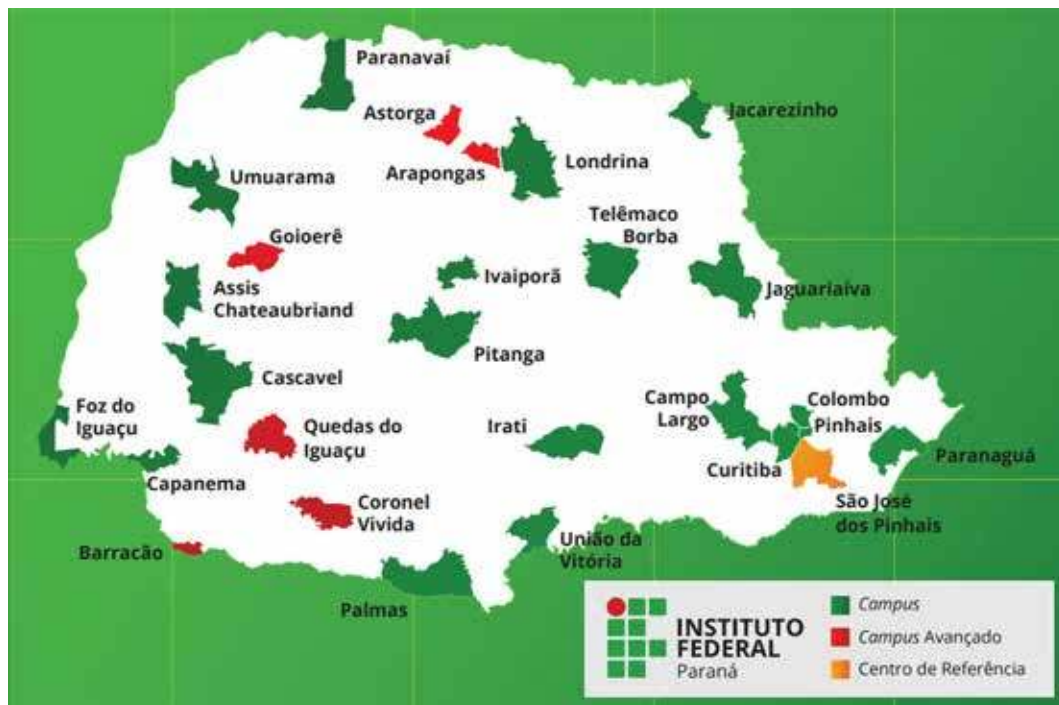 Paranavaí
Astorga
Jacarezinho
Arapongas
Londrina
Umuarama
Telêmaco
Borba
Goioerê
Ivaiporã
Assis
Chateaubriand
Jaguariaíva
Pitanga
Cascavel
Foz do
Iguaçu
Campo
Largo
Colombo
Pinhais
Quedas do
Iguaçu
Irati
Curitiba
Paranaguá
Capanema
Coronel
Vivida
São José
dos Pinhais
Barracão
União da
Vitória
Palmas
INSTITUTO
FEDERAL
Paraná
Campus
Campus Avançado
Centro de Referência